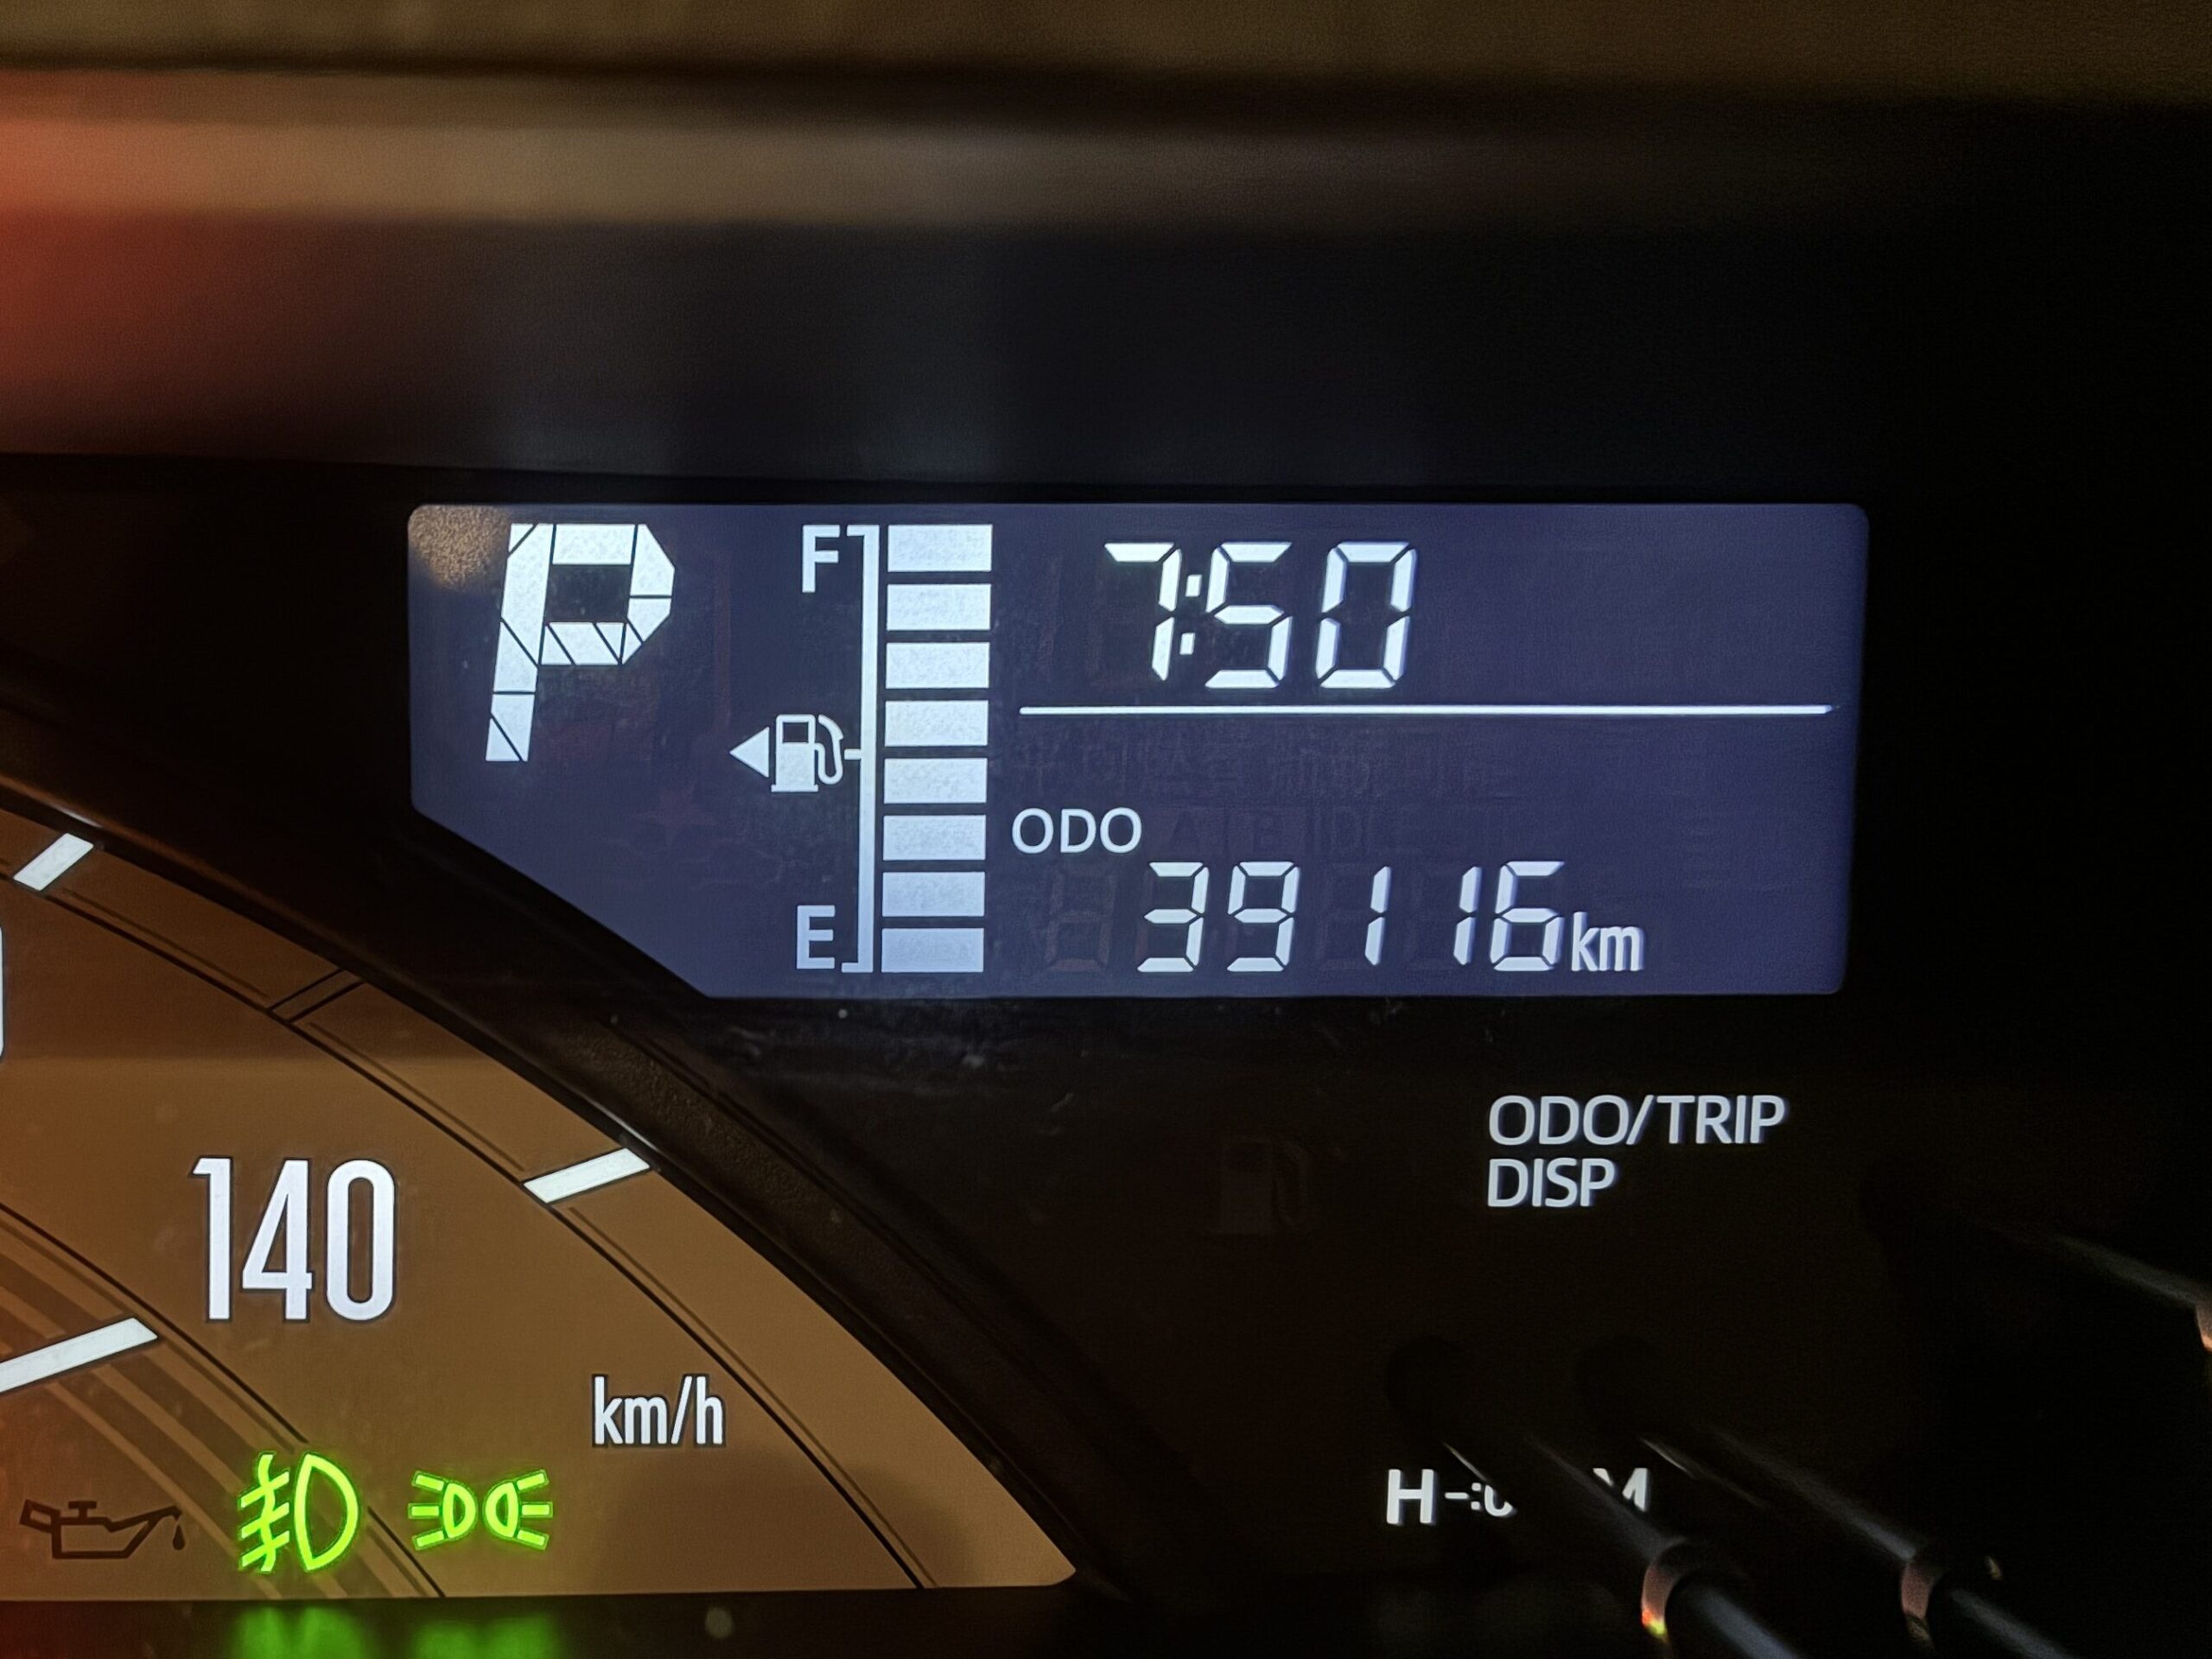 P
F
7:50
ODO
E
39116km
ODO/TRIP
DISP
140
km/h
H